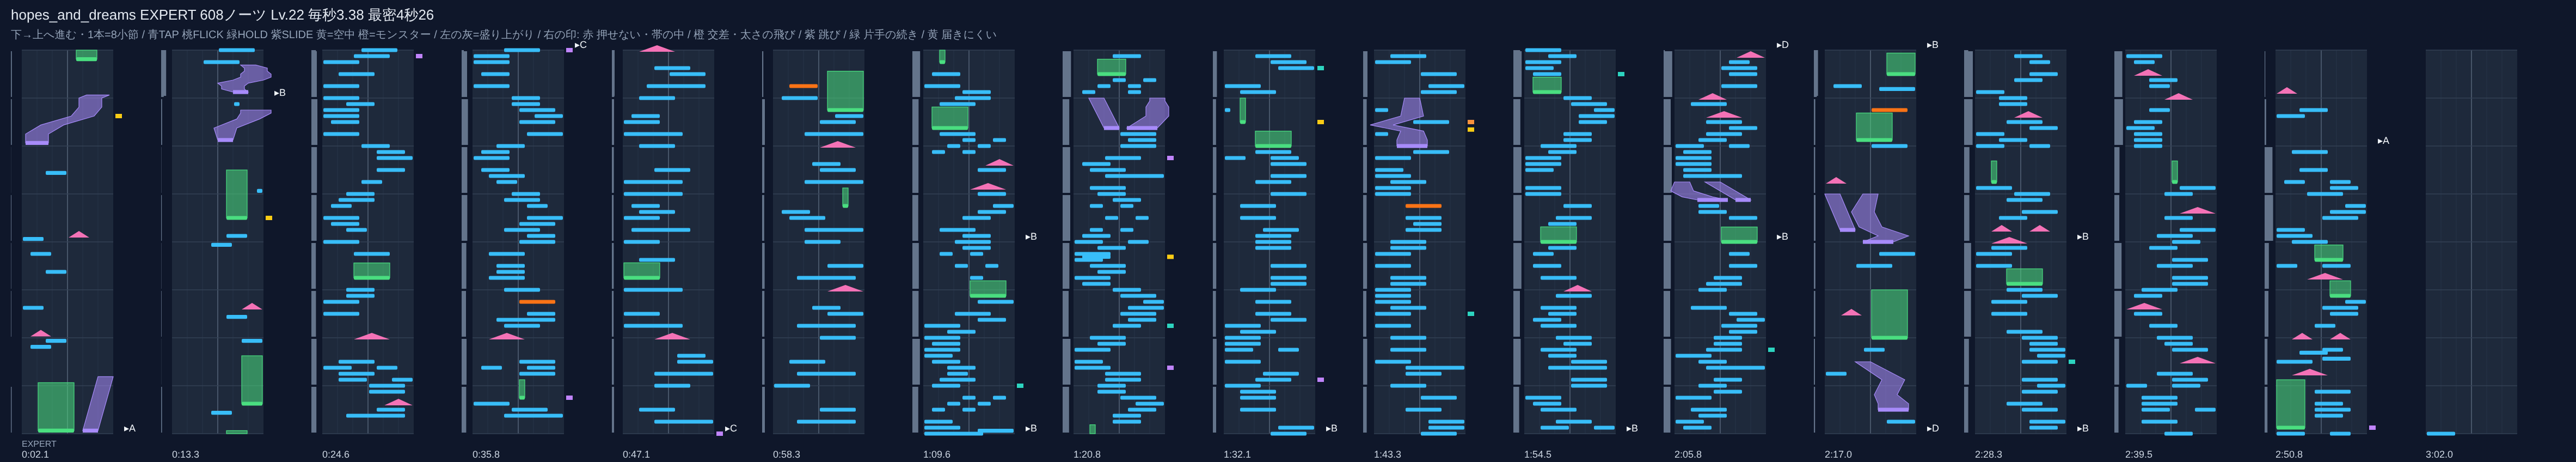 hopes_and_dreams EXPERT 608ノーツ Lv.22 毎秒3.38 最密4秒26
下→上へ進む・1本=8小節 / 青TAP 桃FLICK 緑HOLD 紫SLIDE 黄=空中 橙=モンスター / 左の灰=盛り上がり / 右の印: 赤 押せない・帯の中 / 橙 交差・太さの飛び / 紫 跳び / 緑 片手の続き / 黄 届きにくい
▸C ▸D ▸B
▸B
▸A
▸B ▸B ▸B
▸A ▸C ▸B ▸B ▸B ▸D ▸B
EXPERT
0:02.1 0:13.3 0:24.6 0:35.8 0:47.1 0:58.3 1:09.6 1:20.8 1:32.1 1:43.3 1:54.5 2:05.8 2:17.0 2:28.3 2:39.5 2:50.8 3:02.0